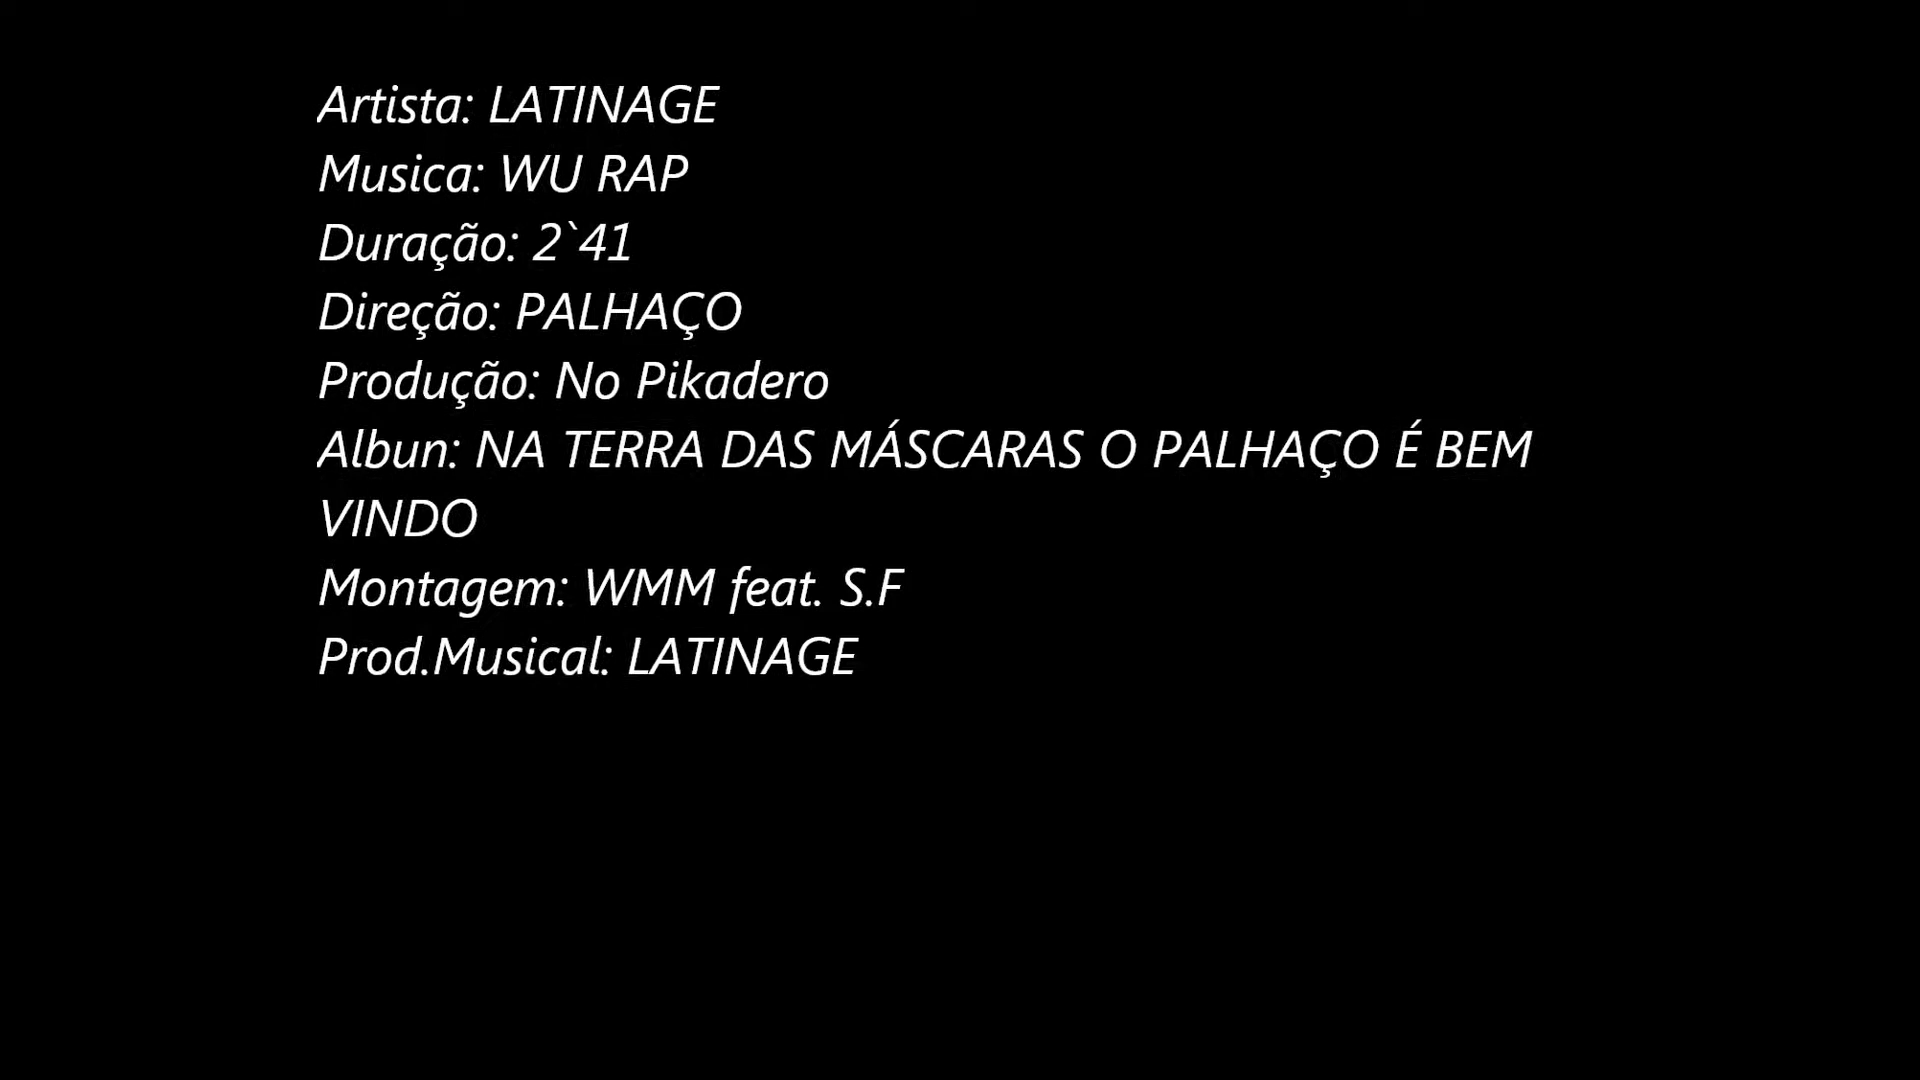 Artista: LATINAGE
Musica: WU RAP
Duração: 2`41
Direção: PALHAÇO
Produção: No Pikadero
Albun: NA TERRA DAS MÁSCARAS O PALHAÇO É BEM
VINDO
Montagem: WMM feat. S.F
Prod.Musical: LATINAGE